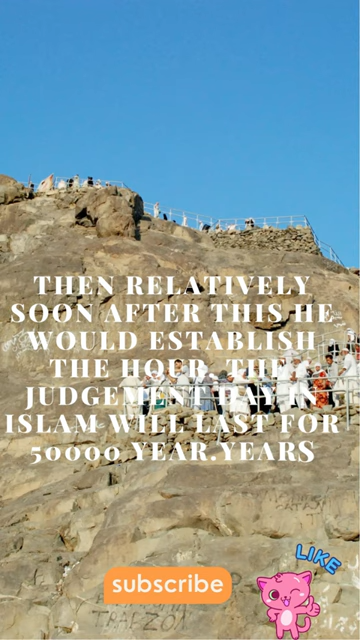 THEN RELATIVELY
SOON AFTER THIS HE
WOULD ESTABLISH
THE HOUR. THE
JUDGEMENT DAY IN
ISLAM WILL LAST FOR
50000 YEAR.YEARS
LIKE
subscribe
TRABZON